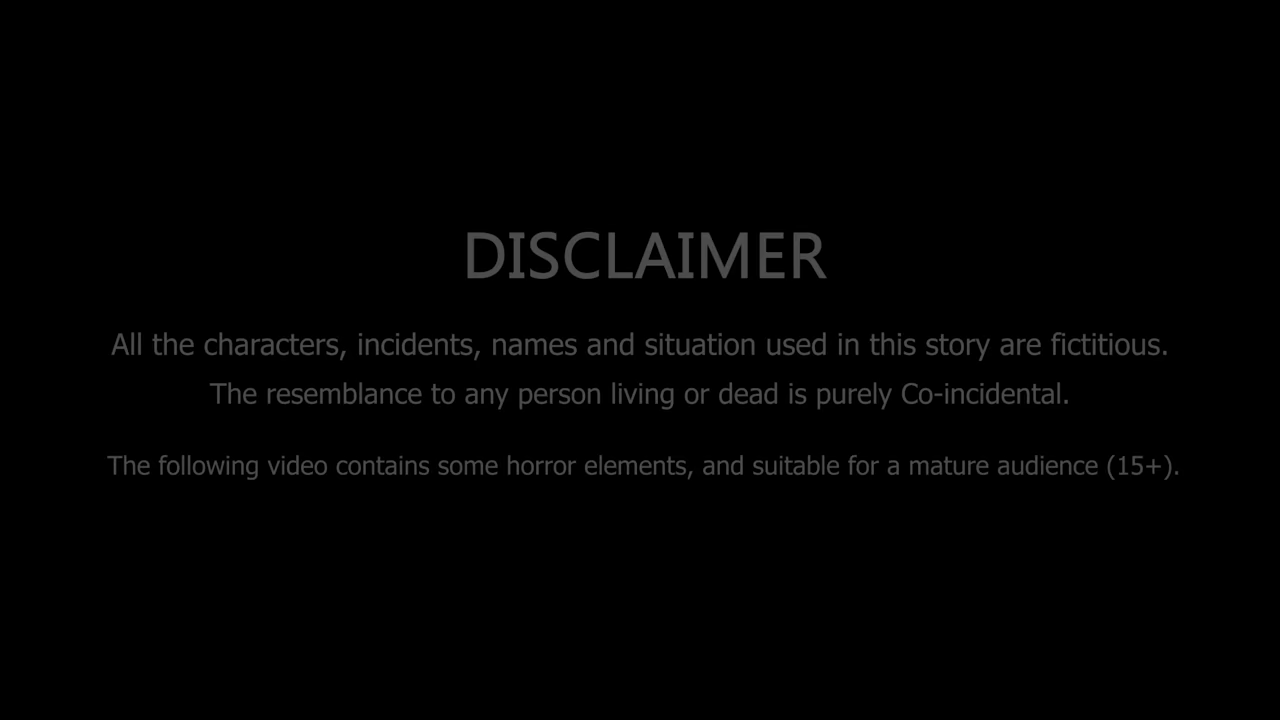 DISCLAIMER
All the characters, incidents, names and situation used in this story are fictitious.
The resemblance to any person living or dead is purely Co-incidental.
The following video contains some horror elements, and suitable for a mature audience (15+).